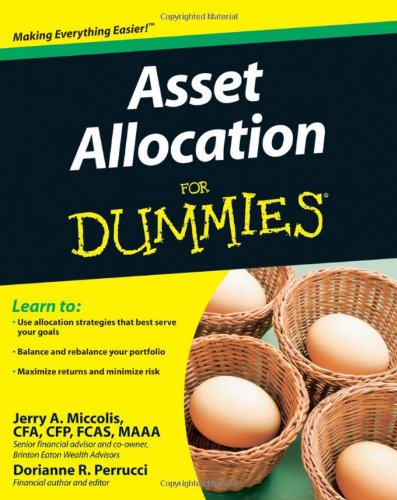 Making Everything Easier!™
Asset
Allocation
FOR
DUMMIES®
Learn to:
• Use allocation strategies that best serve
your goals
• Balance and rebalance your portfolio
• Maximize returns and minimize risk
Jerry A. Miccolis,
CFA, CFP, FCAS, MAAA
Senior financial advisor and co-owner,
Brinton Eaton Wealth Advisors
Dorianne R. Perrucci
Financial author and editor